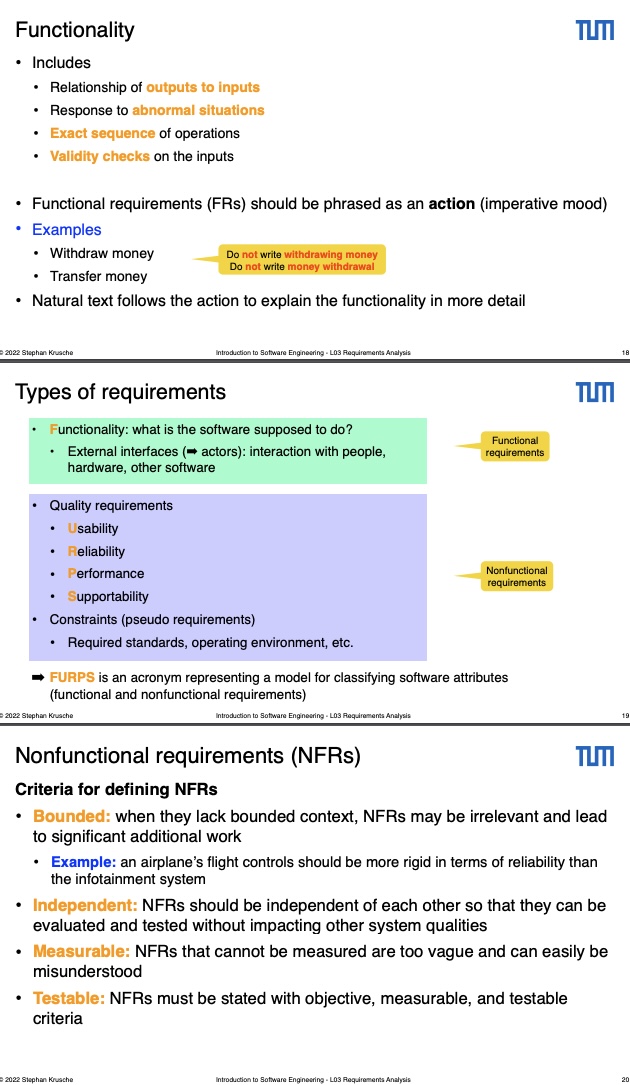 Functionality
TUM
• Includes
• Relationship of outputs to inputs
• Response to abnormal situations
• Exact sequence of operations
• Validity checks on the inputs
• Functional requirements (FRs) should be phrased as an action (imperative mood)
• Examples
• Withdraw money
• Transfer money
Do not write withdrawing money
Do not write money withdrawal
• Natural text follows the action to explain the functionality in more detail
© 2022 Stephan Krusche
Introduction to Software Engineering - L03 Requirements Analysis
18
Types of requirements
TUM
• Functionality: what is the software supposed to do?
• External interfaces (➡ actors): interaction with people,
hardware, other software
Functional
requirements
• Quality requirements
• Usability
• Reliability
• Performance
• Supportability
• Constraints (pseudo requirements)
• Required standards, operating environment, etc.
Nonfunctional
requirements
➡ FURPS is an acronym representing a model for classifying software attributes
(functional and nonfunctional requirements)
© 2022 Stephan Krusche
Introduction to Software Engineering - L03 Requirements Analysis
19
Nonfunctional requirements (NFRs)
TUM
Criteria for defining NFRs
• Bounded: when they lack bounded context, NFRs may be irrelevant and lead
to significant additional work
• Example: an airplane’s flight controls should be more rigid in terms of reliability than
the infotainment system
• Independent: NFRs should be independent of each other so that they can be
evaluated and tested without impacting other system qualities
• Measurable: NFRs that cannot be measured are too vague and can easily be
misunderstood
• Testable: NFRs must be stated with objective, measurable, and testable
criteria
© 2022 Stephan Krusche
Introduction to Software Engineering - L03 Requirements Analysis
20